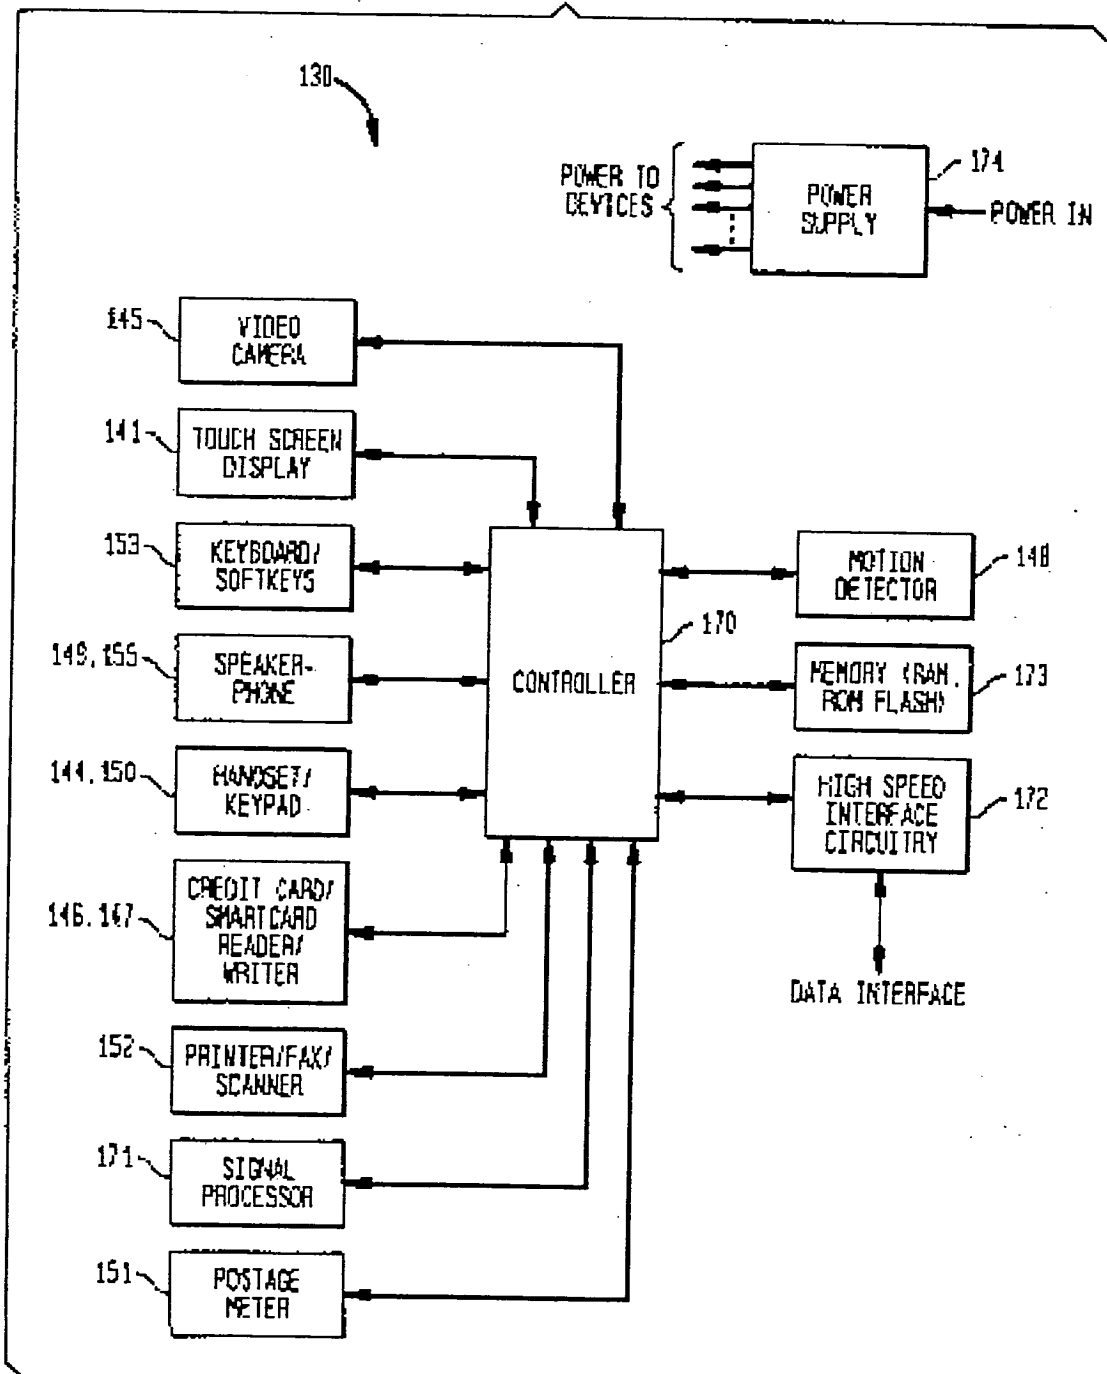 130
POWER TO
DEVICES
POWER
SUPPLY
174
POWER IN
145
VIDEO
CAMERA
141
TOUCH SCREEN
DISPLAY
153
KEYBOARD/
SOFTKEYS
149, 155
SPEAKER-
PHONE
144, 150
HANDSET/
KEYPAD
146, 147
CREDIT CARD/
SMARTCARD
READER/
WRITER
152
PRINTER/FAX/
SCANNER
171
SIGNAL
PROCESSOR
151
POSTAGE
METER
CONTROLLER
170
MOTION
DETECTOR
148
MEMORY (RAM,
ROM FLASH)
173
HIGH SPEED
INTERFACE
CIRCUITRY
172
DATA INTERFACE